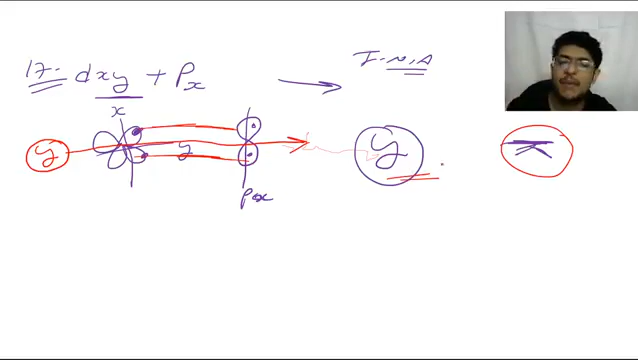 17. dxy + Px
I.N.A
x
y
y
y
π
Px